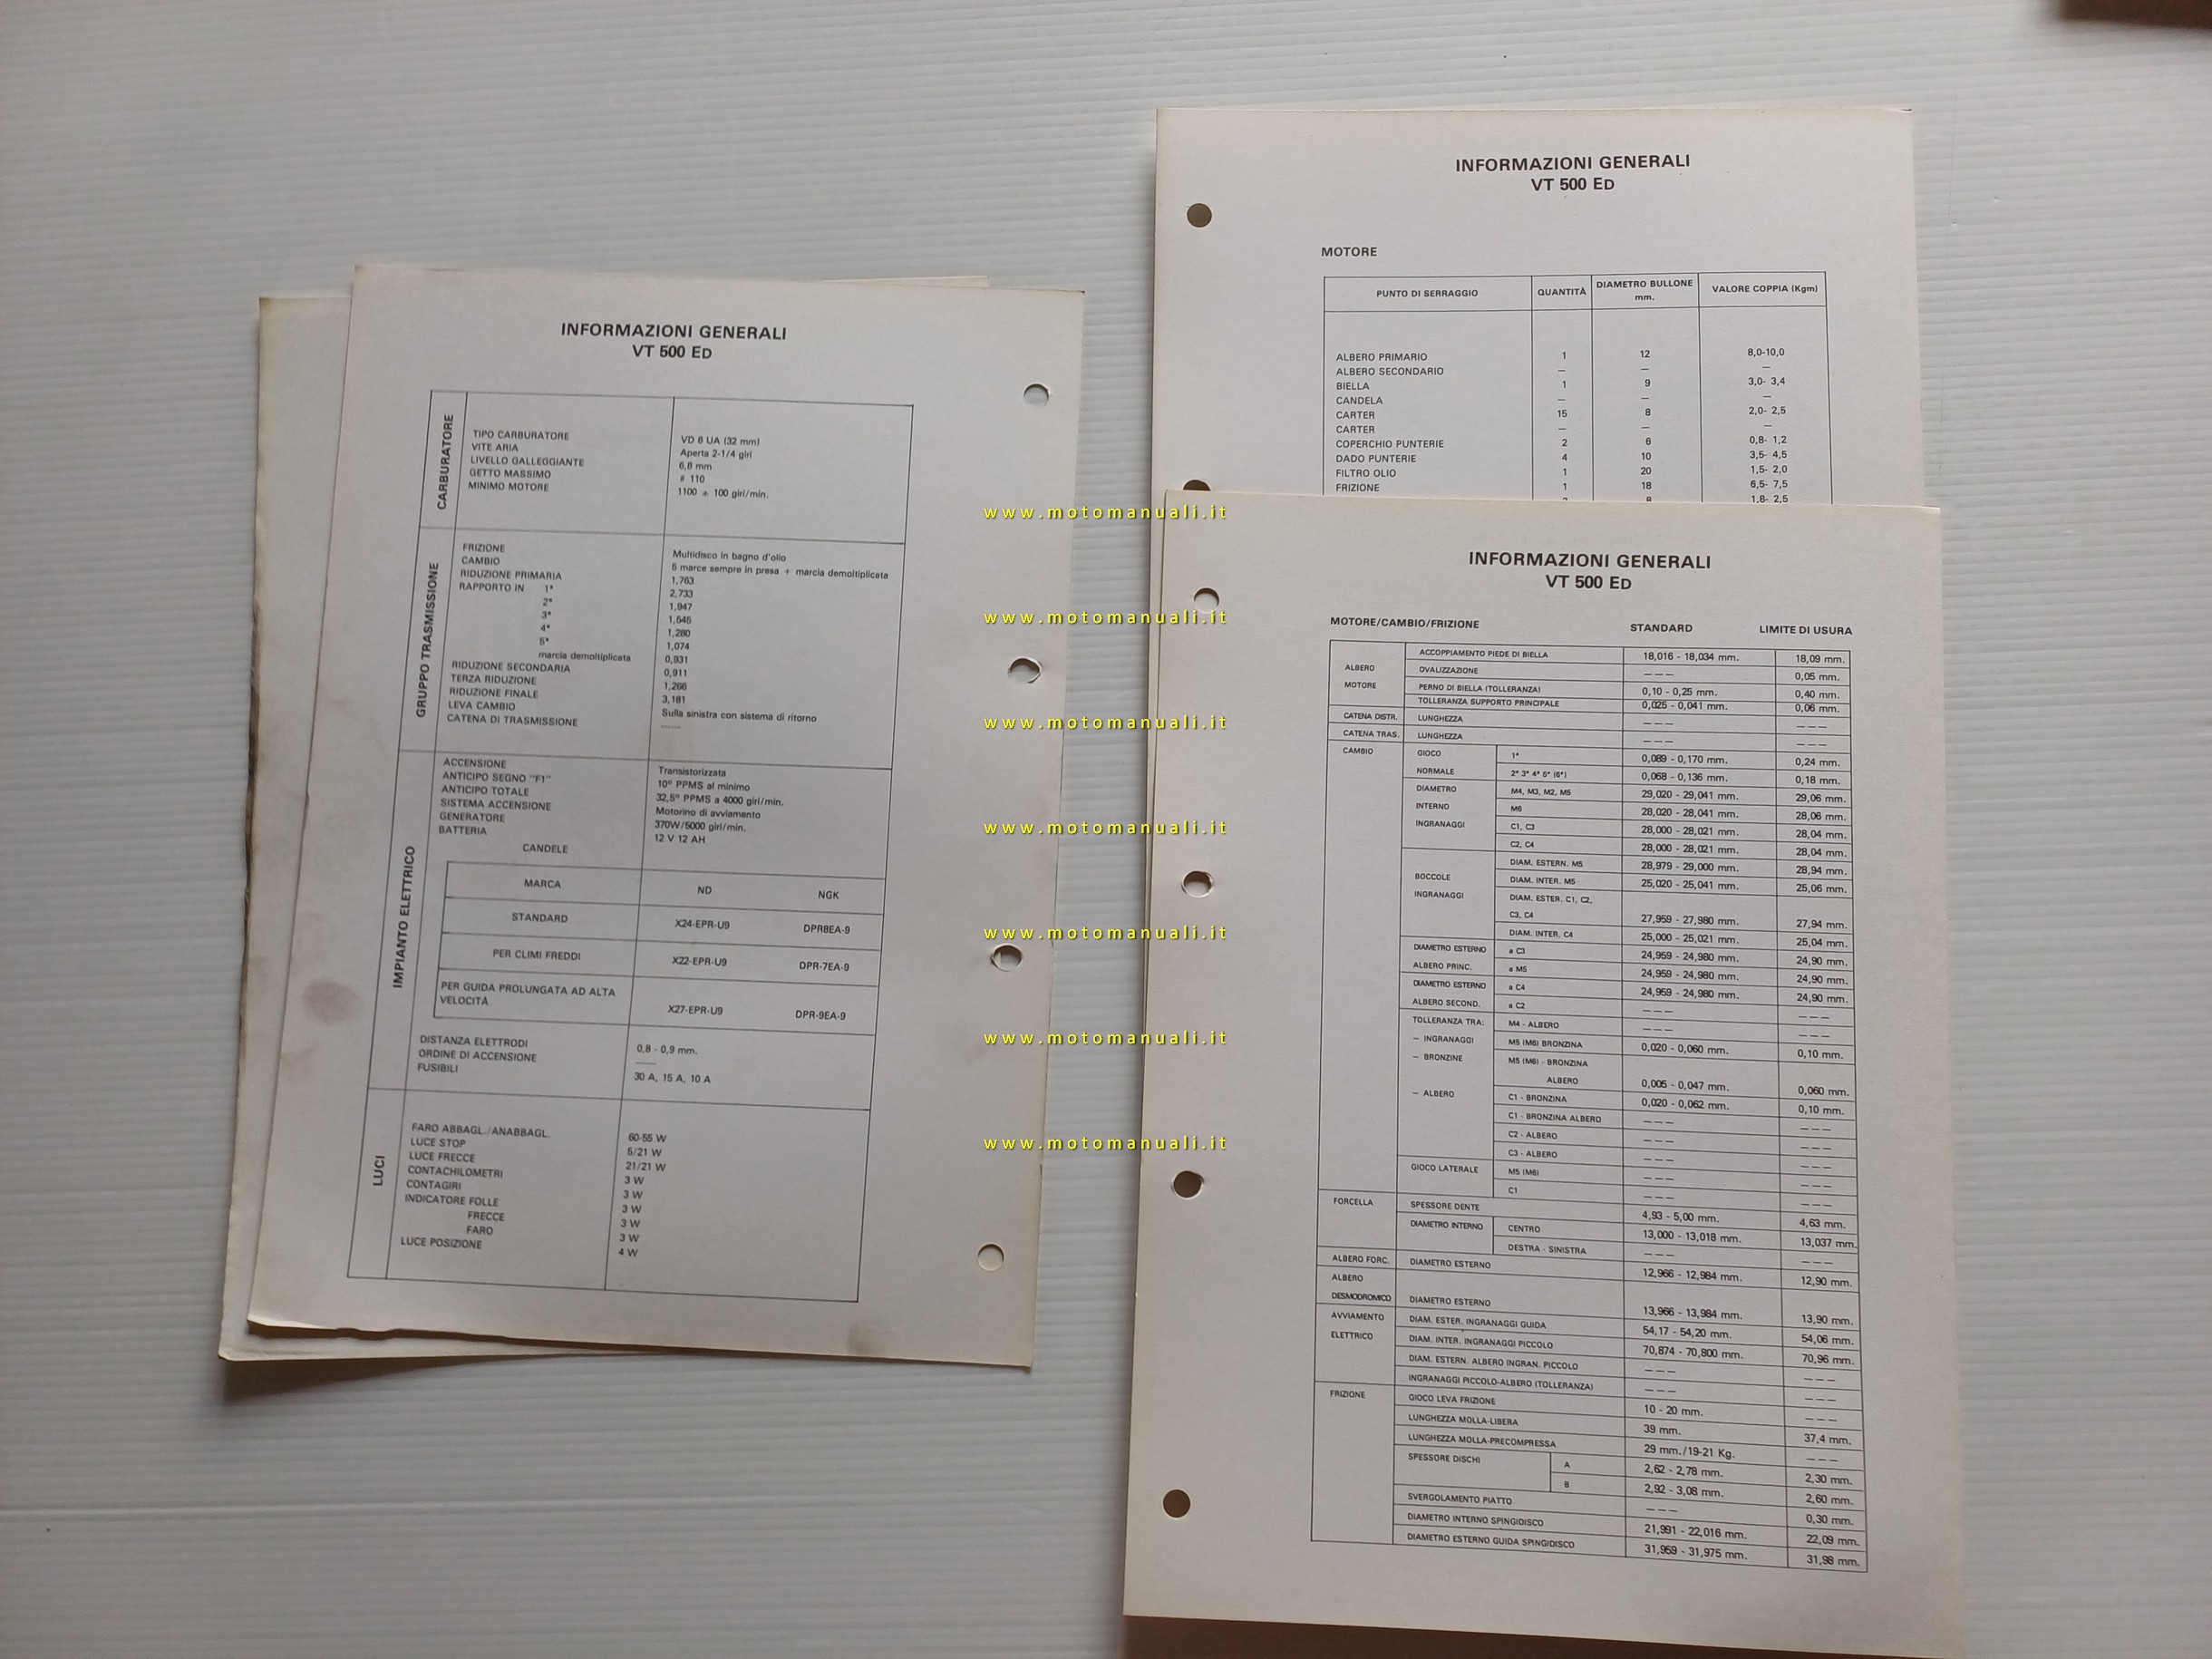 INFORMAZIONI GENERALI
VT 500 ED
CARBURATORE
TIPO CARBURATORE VD 6 UA (32 mm)
VITE ARIA Aperta 2-1/4 giri
LIVELLO GALLEGGIANTE 6,8 mm
GETTO MASSIMO # 110
MINIMO MOTORE 1100 ± 100 giri/min.
GRUPPO TRASMISSIONE
FRIZIONE Multidisco in bagno d'olio
CAMBIO 5 marce sempre in presa + marcia demoltiplicata
RIDUZIONE PRIMARIA 1,763
RAPPORTO IN 1ª 2,733
2ª 1,947
3ª 1,545
4ª 1,280
5ª 1,074
marcia demoltiplicata 0,931
RIDUZIONE SECONDARIA 0,911
TERZA RIDUZIONE 1,266
RIDUZIONE FINALE 3,181
LEVA CAMBIO Sulla sinistra con sistema di ritorno
CATENA DI TRASMISSIONE ——
IMPIANTO ELETTRICO
ACCENSIONE Transistorizzata
ANTICIPO SEGNO "F1" 10° PPMS al minimo
ANTICIPO TOTALE 32,5° PPMS a 4000 giri/min.
SISTEMA ACCENSIONE Motorino di avviamento
GENERATORE 370W/5000 giri/min.
BATTERIA 12 V 12 AH
CANDELE
MARCA ND NGK
STANDARD X24-EPR-U9 DPR8EA-9
PER CLIMI FREDDI X22-EPR-U9 DPR-7EA-9
PER GUIDA PROLUNGATA AD ALTA
VELOCITÀ X27-EPR-U9 DPR-9EA-9
DISTANZA ELETTRODI 0,8 - 0,9 mm.
ORDINE DI ACCENSIONE ——
FUSIBILI 30 A, 15 A, 10 A
LUCI
FARO ABBAGL./ANABBAGL. 60-55 W
LUCE STOP 5/21 W
LUCE FRECCE 21/21 W
CONTACHILOMETRI 3 W
CONTAGIRI 3 W
INDICATORE FOLLE 3 W
FRECCE 3 W
FARO 3 W
LUCE POSIZIONE 4 W
INFORMAZIONI GENERALI
VT 500 ED
MOTORE
PUNTO DI SERRAGGIO QUANTITÀ DIAMETRO BULLONE mm. VALORE COPPIA (Kgm)
ALBERO PRIMARIO 1 12 8,0-10,0
ALBERO SECONDARIO — — —
BIELLA 1 9 3,0- 3,4
CANDELA — — —
CARTER 15 8 2,0- 2,5
CARTER — — —
COPERCHIO PUNTERIE 2 6 0,8- 1,2
DADO PUNTERIE 4 10 3,5- 4,5
FILTRO OLIO 1 20 1,5- 2,0
FRIZIONE 1 18 6,5- 7,5
8 1,8- 2,5
INFORMAZIONI GENERALI
VT 500 ED
MOTORE/CAMBIO/FRIZIONE STANDARD LIMITE DI USURA
ALBERO MOTORE ACCOPPIAMENTO PIEDE DI BIELLA 18,016 - 18,034 mm. 18,09 mm.
OVALIZZAZIONE – – – 0,05 mm.
PERNO DI BIELLA (TOLLERANZA) 0,10 - 0,25 mm. 0,40 mm.
TOLLERANZA SUPPORTO PRINCIPALE 0,025 - 0,041 mm. 0,06 mm.
CATENA DISTR. LUNGHEZZA – – – – – –
CATENA TRAS. LUNGHEZZA – – – – – –
CAMBIO GIOCO 1ª 0,089 - 0,170 mm. 0,24 mm.
NORMALE 2ª 3ª 4ª 5ª (6ª) 0,068 - 0,136 mm. 0,18 mm.
DIAMETRO M4, M3, M2, M5 29,020 - 29,041 mm. 29,06 mm.
INTERNO M6 28,020 - 28,041 mm. 28,06 mm.
INGRANAGGI C1, C3 28,000 - 28,021 mm. 28,04 mm.
C2, C4 28,000 - 28,021 mm. 28,04 mm.
BOCCOLE DIAM. ESTERN. M5 28,979 - 29,000 mm. 28,94 mm.
INGRANAGGI DIAM. INTER. M5 25,020 - 25,041 mm. 25,06 mm.
DIAM. ESTER. C1, C2,
C3, C4 27,959 - 27,980 mm. 27,94 mm.
DIAM. INTER. C4 25,000 - 25,021 mm. 25,04 mm.
DIAMETRO ESTERNO a C3 24,959 - 24,980 mm. 24,90 mm.
ALBERO PRINC. a M5 24,959 - 24,980 mm. 24,90 mm.
DIAMETRO ESTERNO a C4 24,959 - 24,980 mm. 24,90 mm.
ALBERO SECOND. a C2 – – – – – –
TOLLERANZA TRA: M4 - ALBERO – – – – – –
– INGRANAGGI M5 (M6) BRONZINA 0,020 - 0,060 mm. 0,10 mm.
– BRONZINE M5 (M6) - BRONZINA
ALBERO 0,005 - 0,047 mm. 0,060 mm.
– ALBERO C1 - BRONZINA 0,020 - 0,062 mm. 0,10 mm.
C1 - BRONZINA ALBERO – – – – – –
C2 - ALBERO – – – – – –
C3 - ALBERO – – – – – –
GIOCO LATERALE M5 (M6) – – – – – –
C1 – – – – – –
FORCELLA SPESSORE DENTE 4,93 - 5,00 mm. 4,63 mm.
DIAMETRO INTERNO CENTRO 13,000 - 13,018 mm. 13,037 mm.
DESTRA - SINISTRA – – – – – –
ALBERO FORC. DIAMETRO ESTERNO 12,966 - 12,984 mm. 12,90 mm.
ALBERO
DESMODROMICO DIAMETRO ESTERNO 13,966 - 13,984 mm. 13,90 mm.
AVVIAMENTO DIAM. ESTER. INGRANAGGI GUIDA 54,17 - 54,20 mm. 54,06 mm.
ELETTRICO DIAM. INTER. INGRANAGGI PICCOLO 70,874 - 70,800 mm. 70,96 mm.
DIAM. ESTERN. ALBERO INGRAN. PICCOLO – – – – – –
INGRANAGGI PICCOLO-ALBERO (TOLLERANZA) – – –
FRIZIONE GIOCO LEVA FRIZIONE 10 - 20 mm. – – –
LUNGHEZZA MOLLA-LIBERA 39 mm. 37,4 mm.
LUNGHEZZA MOLLA-PRECOMPRESSA 29 mm./19-21 Kg. – – –
SPESSORE DISCHI A 2,62 - 2,78 mm. 2,30 mm.
B 2,92 - 3,08 mm. 2,60 mm.
SVERGOLAMENTO PIATTO – – – 0,30 mm.
DIAMETRO INTERNO SPINGIDISCO 21,991 - 22,016 mm. 22,09 mm.
DIAMETRO ESTERNO GUIDA SPINGIDISCO 31,959 - 31,975 mm. 31,98 mm.
www.motomanuali.it
www.motomanuali.it
www.motomanuali.it
www.motomanuali.it
www.motomanuali.it
www.motomanuali.it
www.motomanuali.it